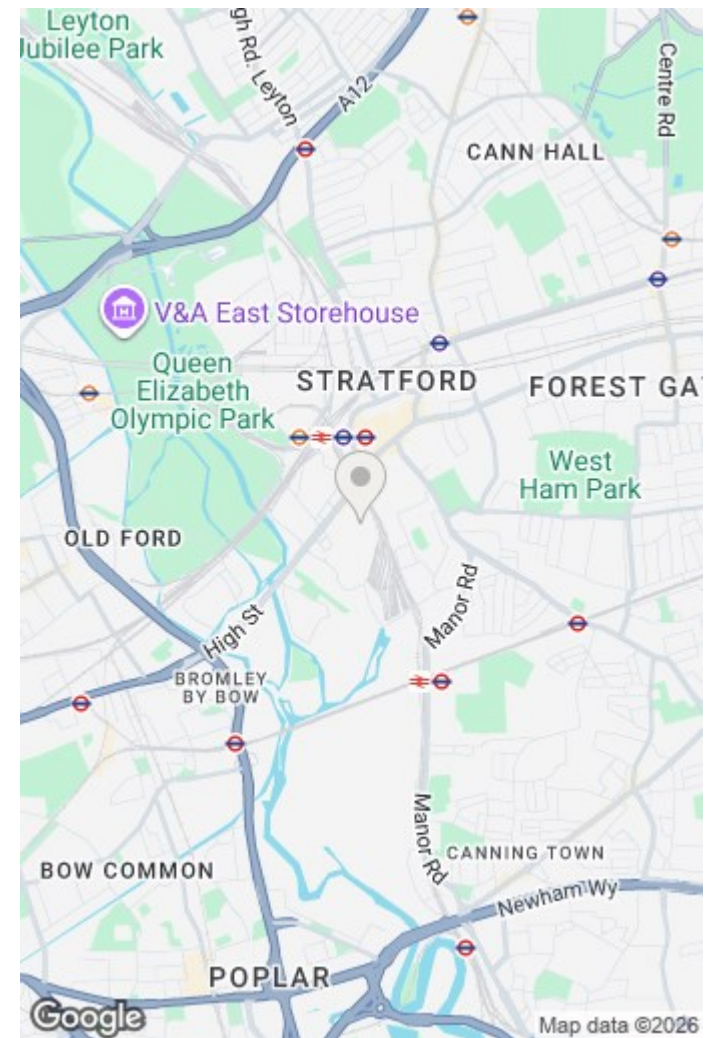 Leyton
Jubilee Park
gh Rd. Leyton
A12
Centre Rd
CANN HALL
V&A East Storehouse
Queen
Elizabeth
Olympic Park
STRATFORD
FOREST GA
West
Ham Park
OLD FORD
Manor Rd
High St
BROMLEY
BY BOW
Manor Rd
CANNING TOWN
BOW COMMON
Newham Wy
POPLAR
A13
Google
Map data ©2026